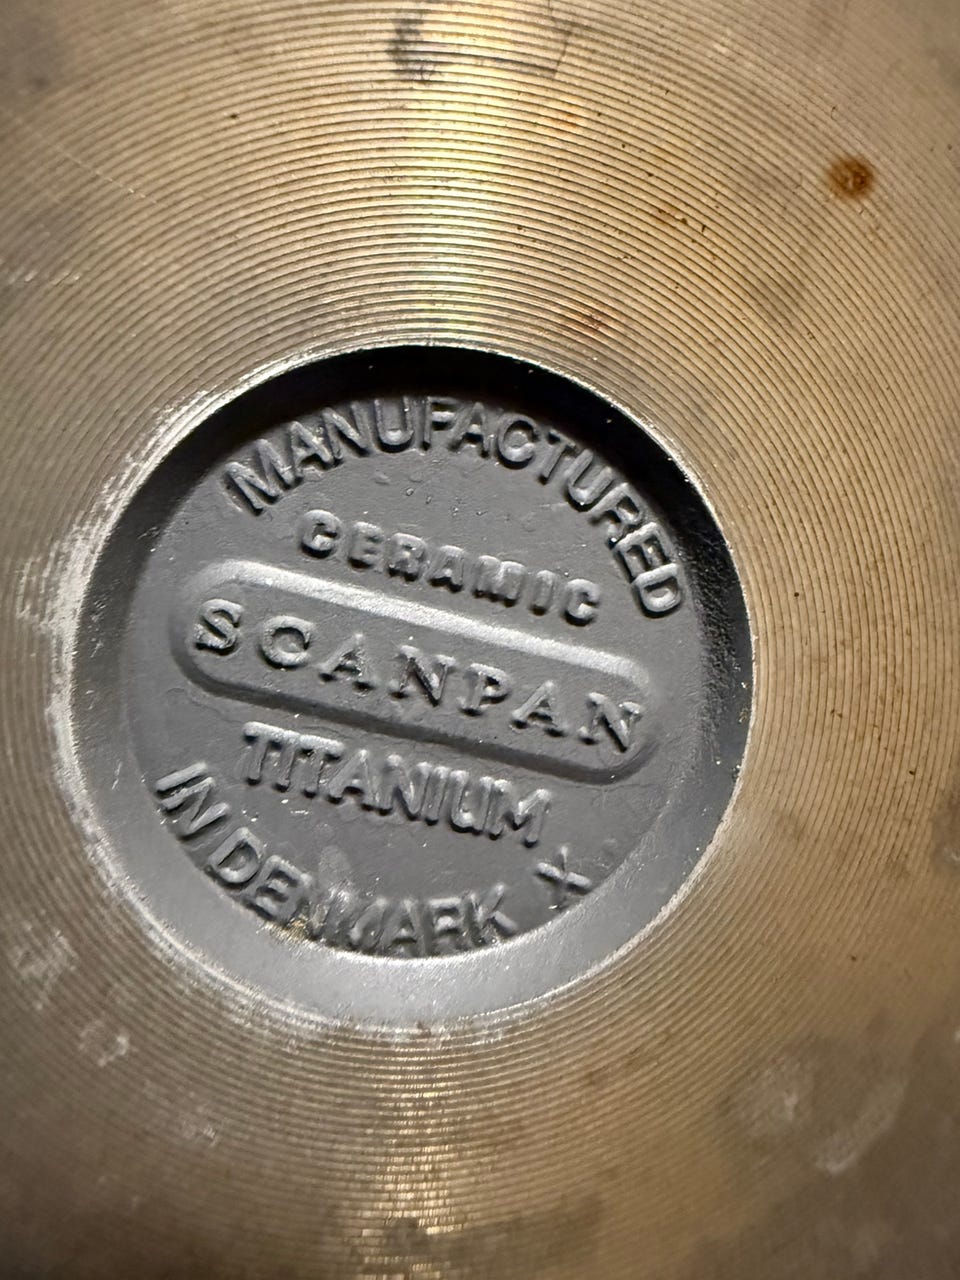 MANUFACTURED
CERAMIC
SCANPAN
TITANIUM
IN DENMARK X